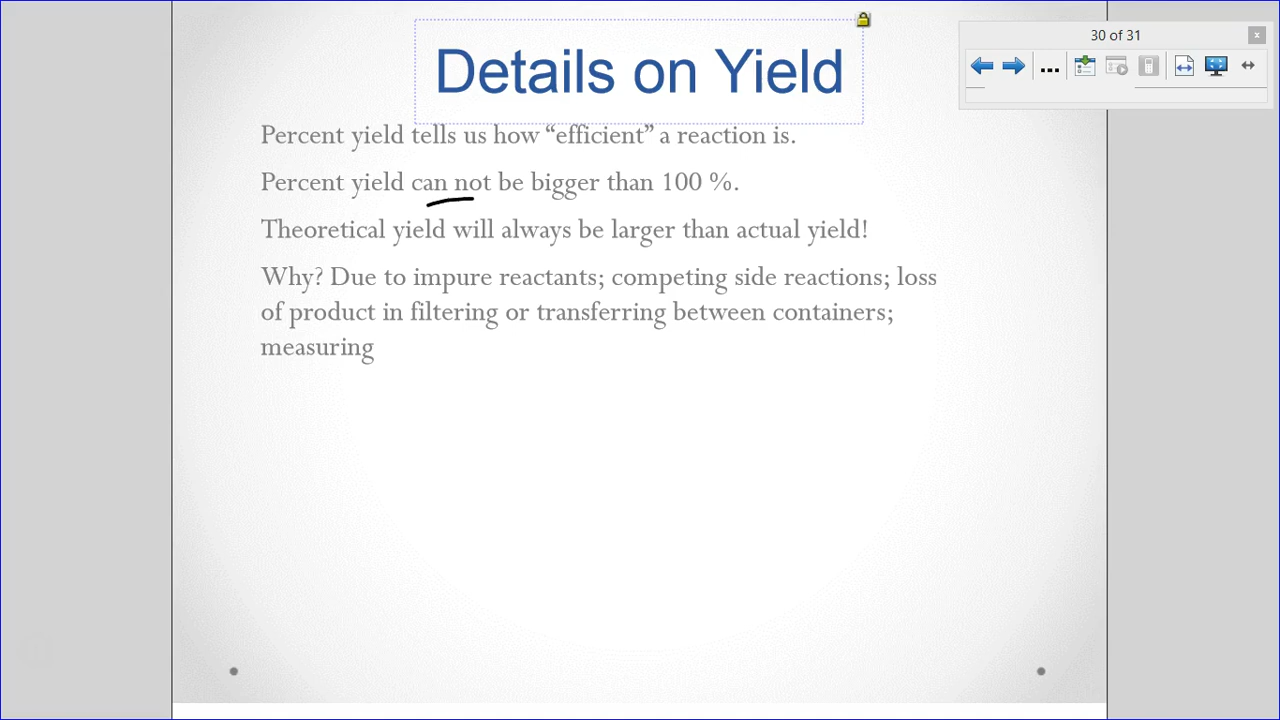 Details on Yield
30 of 31
Percent yield tells us how “efficient” a reaction is.
Percent yield can not be bigger than 100 %.
Theoretical yield will always be larger than actual yield!
Why? Due to impure reactants; competing side reactions; loss
of product in filtering or transferring between containers;
measuring